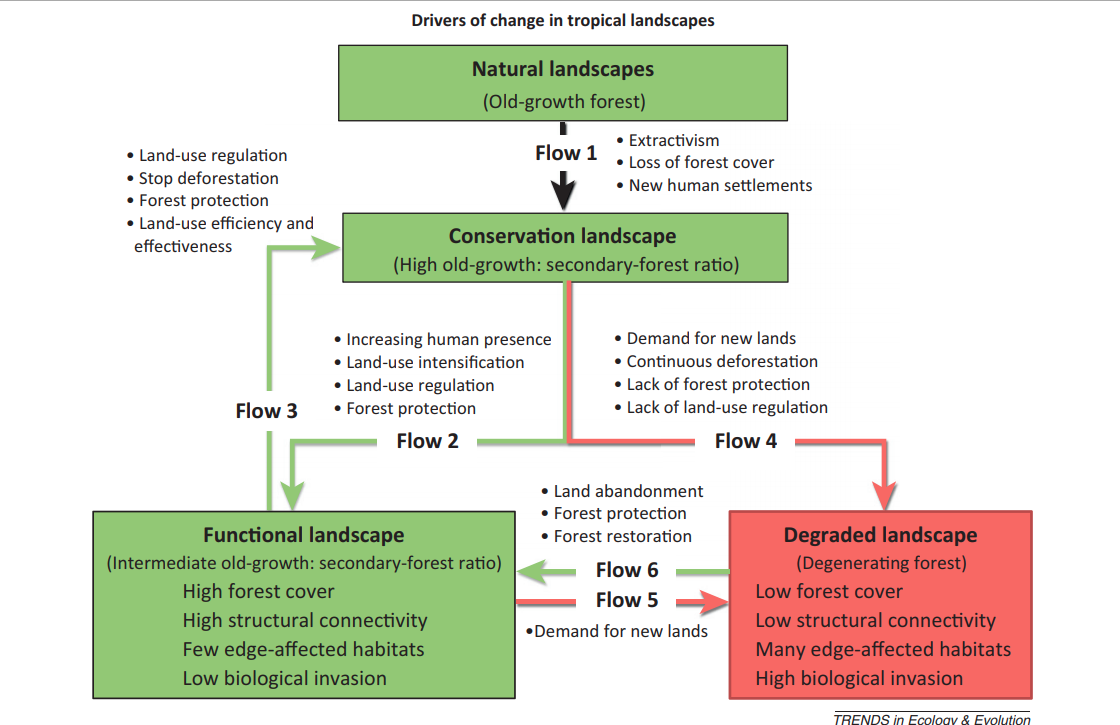 Drivers of change in tropical landscapes
Natural landscapes
(Old-growth forest)
Flow 1
• Extractivism
• Loss of forest cover
• New human settlements
• Land-use regulation
• Stop deforestation
• Forest protection
• Land-use efficiency and
effectiveness
Conservation landscape
(High old-growth: secondary-forest ratio)
Flow 3
• Increasing human presence
• Land-use intensification
• Land-use regulation
• Forest protection
Flow 2
• Demand for new lands
• Continuous deforestation
• Lack of forest protection
• Lack of land-use regulation
Flow 4
Functional landscape
(Intermediate old-growth: secondary-forest ratio)
High forest cover
High structural connectivity
Few edge-affected habitats
Low biological invasion
• Land abandonment
• Forest protection
• Forest restoration
Flow 6
Flow 5
•Demand for new lands
Degraded landscape
(Degenerating forest)
Low forest cover
Low structural connectivity
Many edge-affected habitats
High biological invasion
TRENDS in Ecology & Evolution